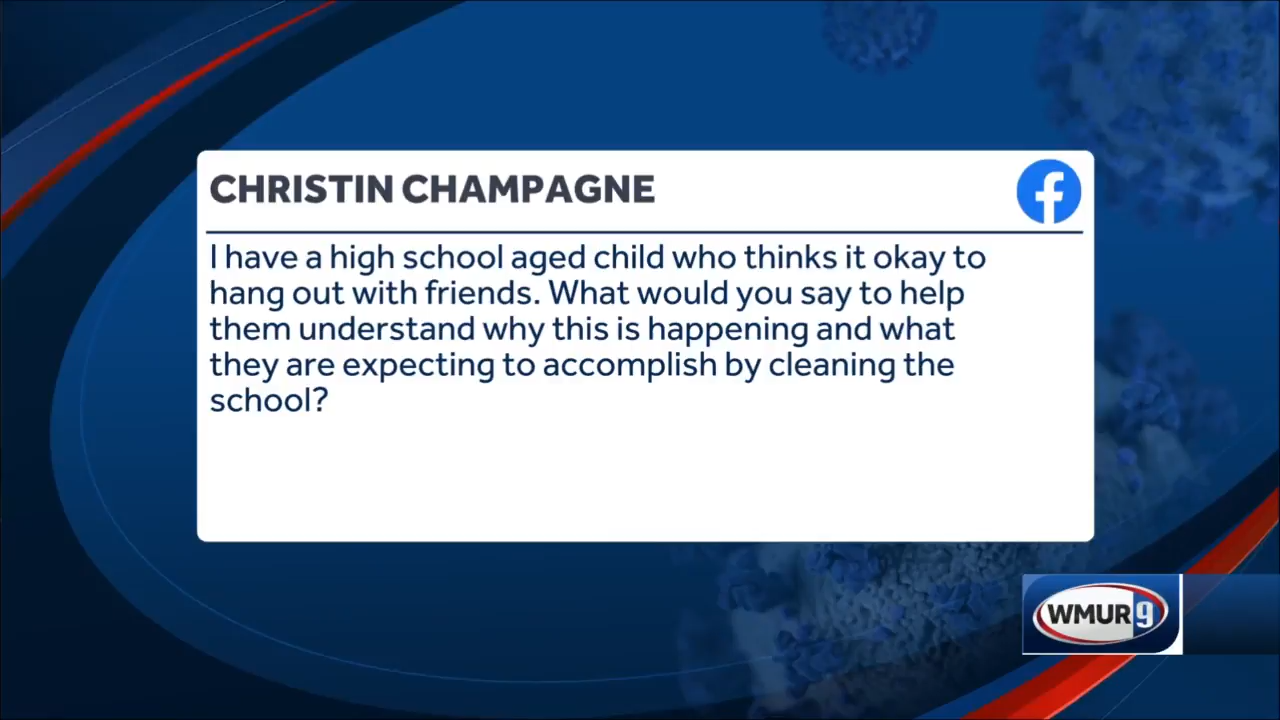 CHRISTIN CHAMPAGNE
I have a high school aged child who thinks it okay to
hang out with friends. What would you say to help
them understand why this is happening and what
they are expecting to accomplish by cleaning the
school?
WMUR 9